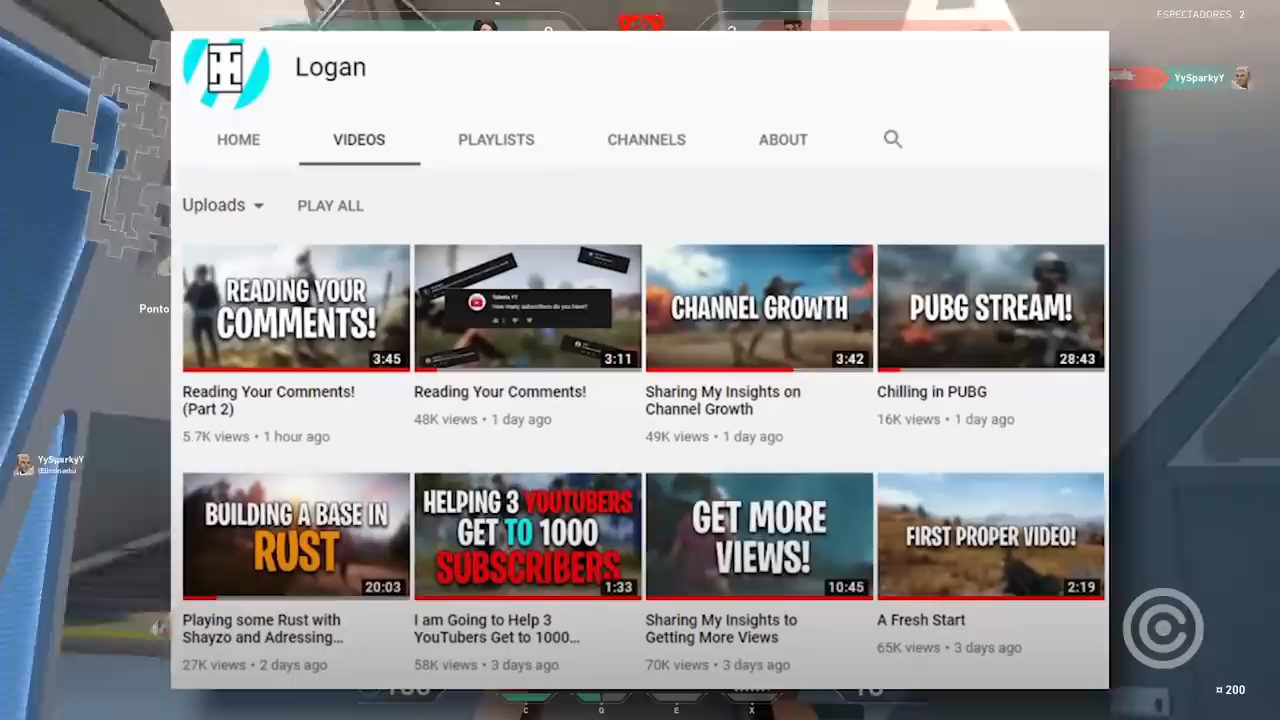 ESPECTADORES 2
YySparkyY
Logan
HOME
VIDEOS
PLAYLISTS
CHANNELS
ABOUT
Uploads
PLAY ALL
Ponto
READING YOUR
COMMENTS!
3:45
How many subscribers do you have?
3:11
CHANNEL GROWTH
3:42
PUBG STREAM!
28:43
Reading Your Comments!
(Part 2)
5.7K views • 1 hour ago
Reading Your Comments!
48K views • 1 day ago
Sharing My Insights on
Channel Growth
49K views • 1 day ago
Chilling in PUBG
16K views • 1 day ago
YySparkyY
BUILDING A BASE IN
RUST
20:03
HELPING 3 YOUTUBERS
GET TO 1000
SUBSCRIBERS
1:33
GET MORE
VIEWS!
10:45
FIRST PROPER VIDEO!
2:19
Playing some Rust with
Shayzo and Adressing...
27K views • 2 days ago
I am Going to Help 3
YouTubers Get to 1000...
58K views • 3 days ago
Sharing My Insights to
Getting More Views
70K views • 3 days ago
A Fresh Start
65K views • 3 days ago
¤ 200
C
Q
E
X